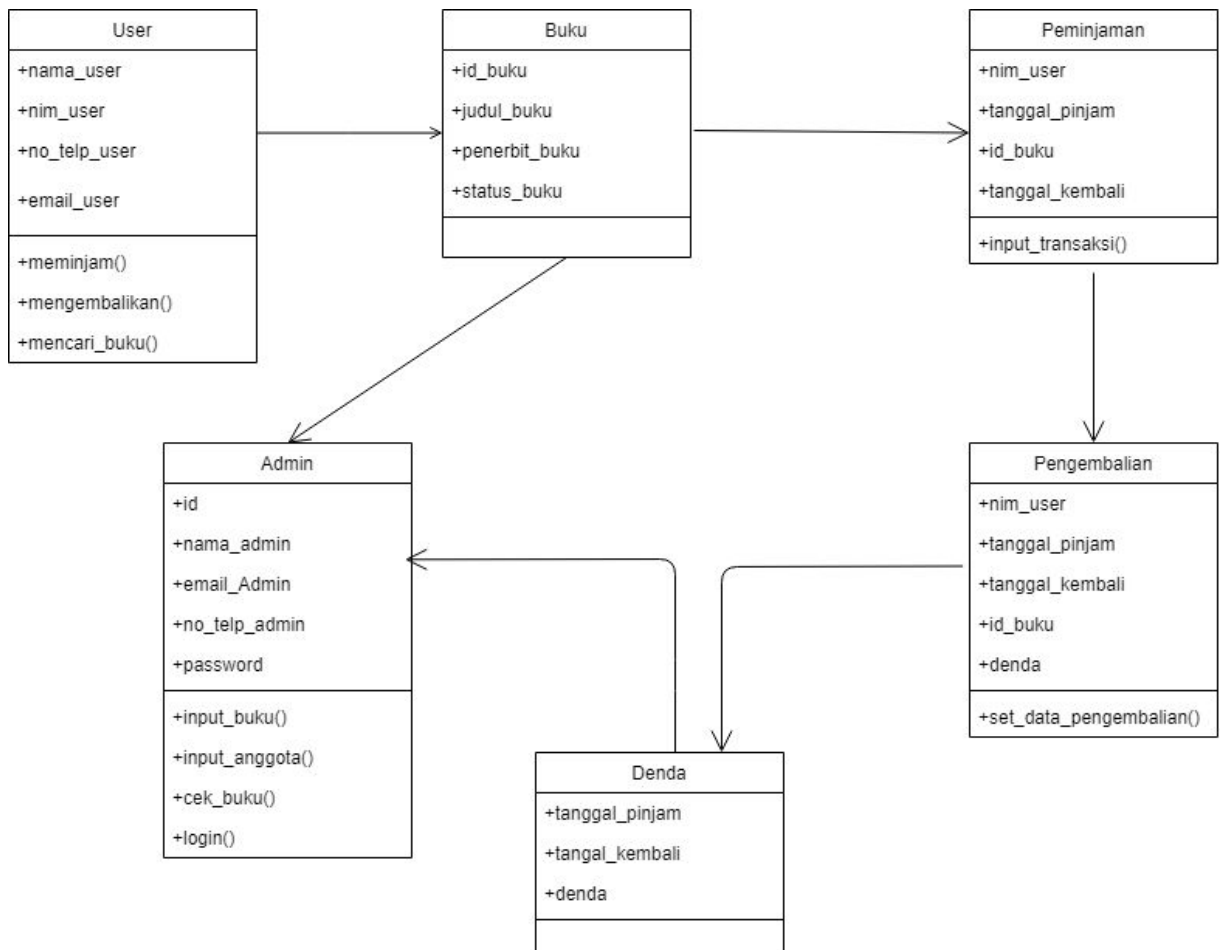 User
+nama_user
+nim_user
+no_telp_user
+email_user
+meminjam()
+mengembalikan()
+mencari_buku()
Buku
+id_buku
+judul_buku
+penerbit_buku
+status_buku
Peminjaman
+nim_user
+tanggal_pinjam
+id_buku
+tanggal_kembali
+input_transaksi()
Admin
+id
+nama_admin
+email_Admin
+no_telp_admin
+password
+input_buku()
+input_anggota()
+cek_buku()
+login()
Pengembalian
+nim_user
+tanggal_pinjam
+tanggal_kembali
+id_buku
+denda
+set_data_pengembalian()
Denda
+tanggal_pinjam
+tangal_kembali
+denda